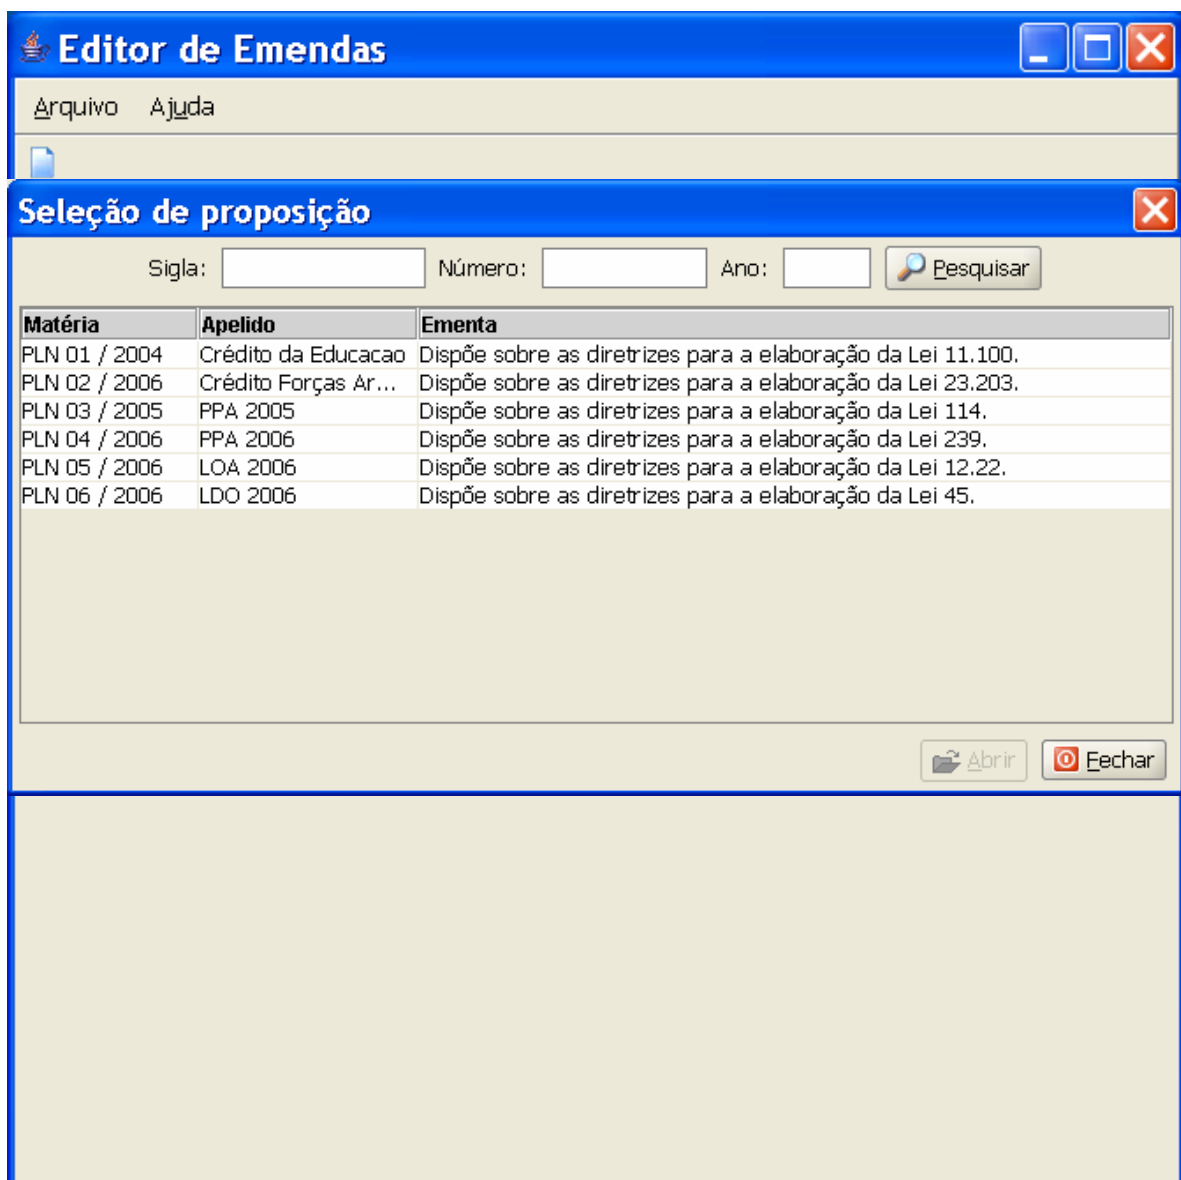 Editor de Emendas
Arquivo Ajuda
Seleção de proposição
Sigla: Número: Ano: Pesquisar
Matéria Apelido Ementa
PLN 01 / 2004 Crédito da Educacao Dispõe sobre as diretrizes para a elaboração da Lei 11.100.
PLN 02 / 2006 Crédito Forças Ar... Dispõe sobre as diretrizes para a elaboração da Lei 23.203.
PLN 03 / 2005 PPA 2005 Dispõe sobre as diretrizes para a elaboração da Lei 114.
PLN 04 / 2006 PPA 2006 Dispõe sobre as diretrizes para a elaboração da Lei 239.
PLN 05 / 2006 LOA 2006 Dispõe sobre as diretrizes para a elaboração da Lei 12.22.
PLN 06 / 2006 LDO 2006 Dispõe sobre as diretrizes para a elaboração da Lei 45.
Abrir Fechar